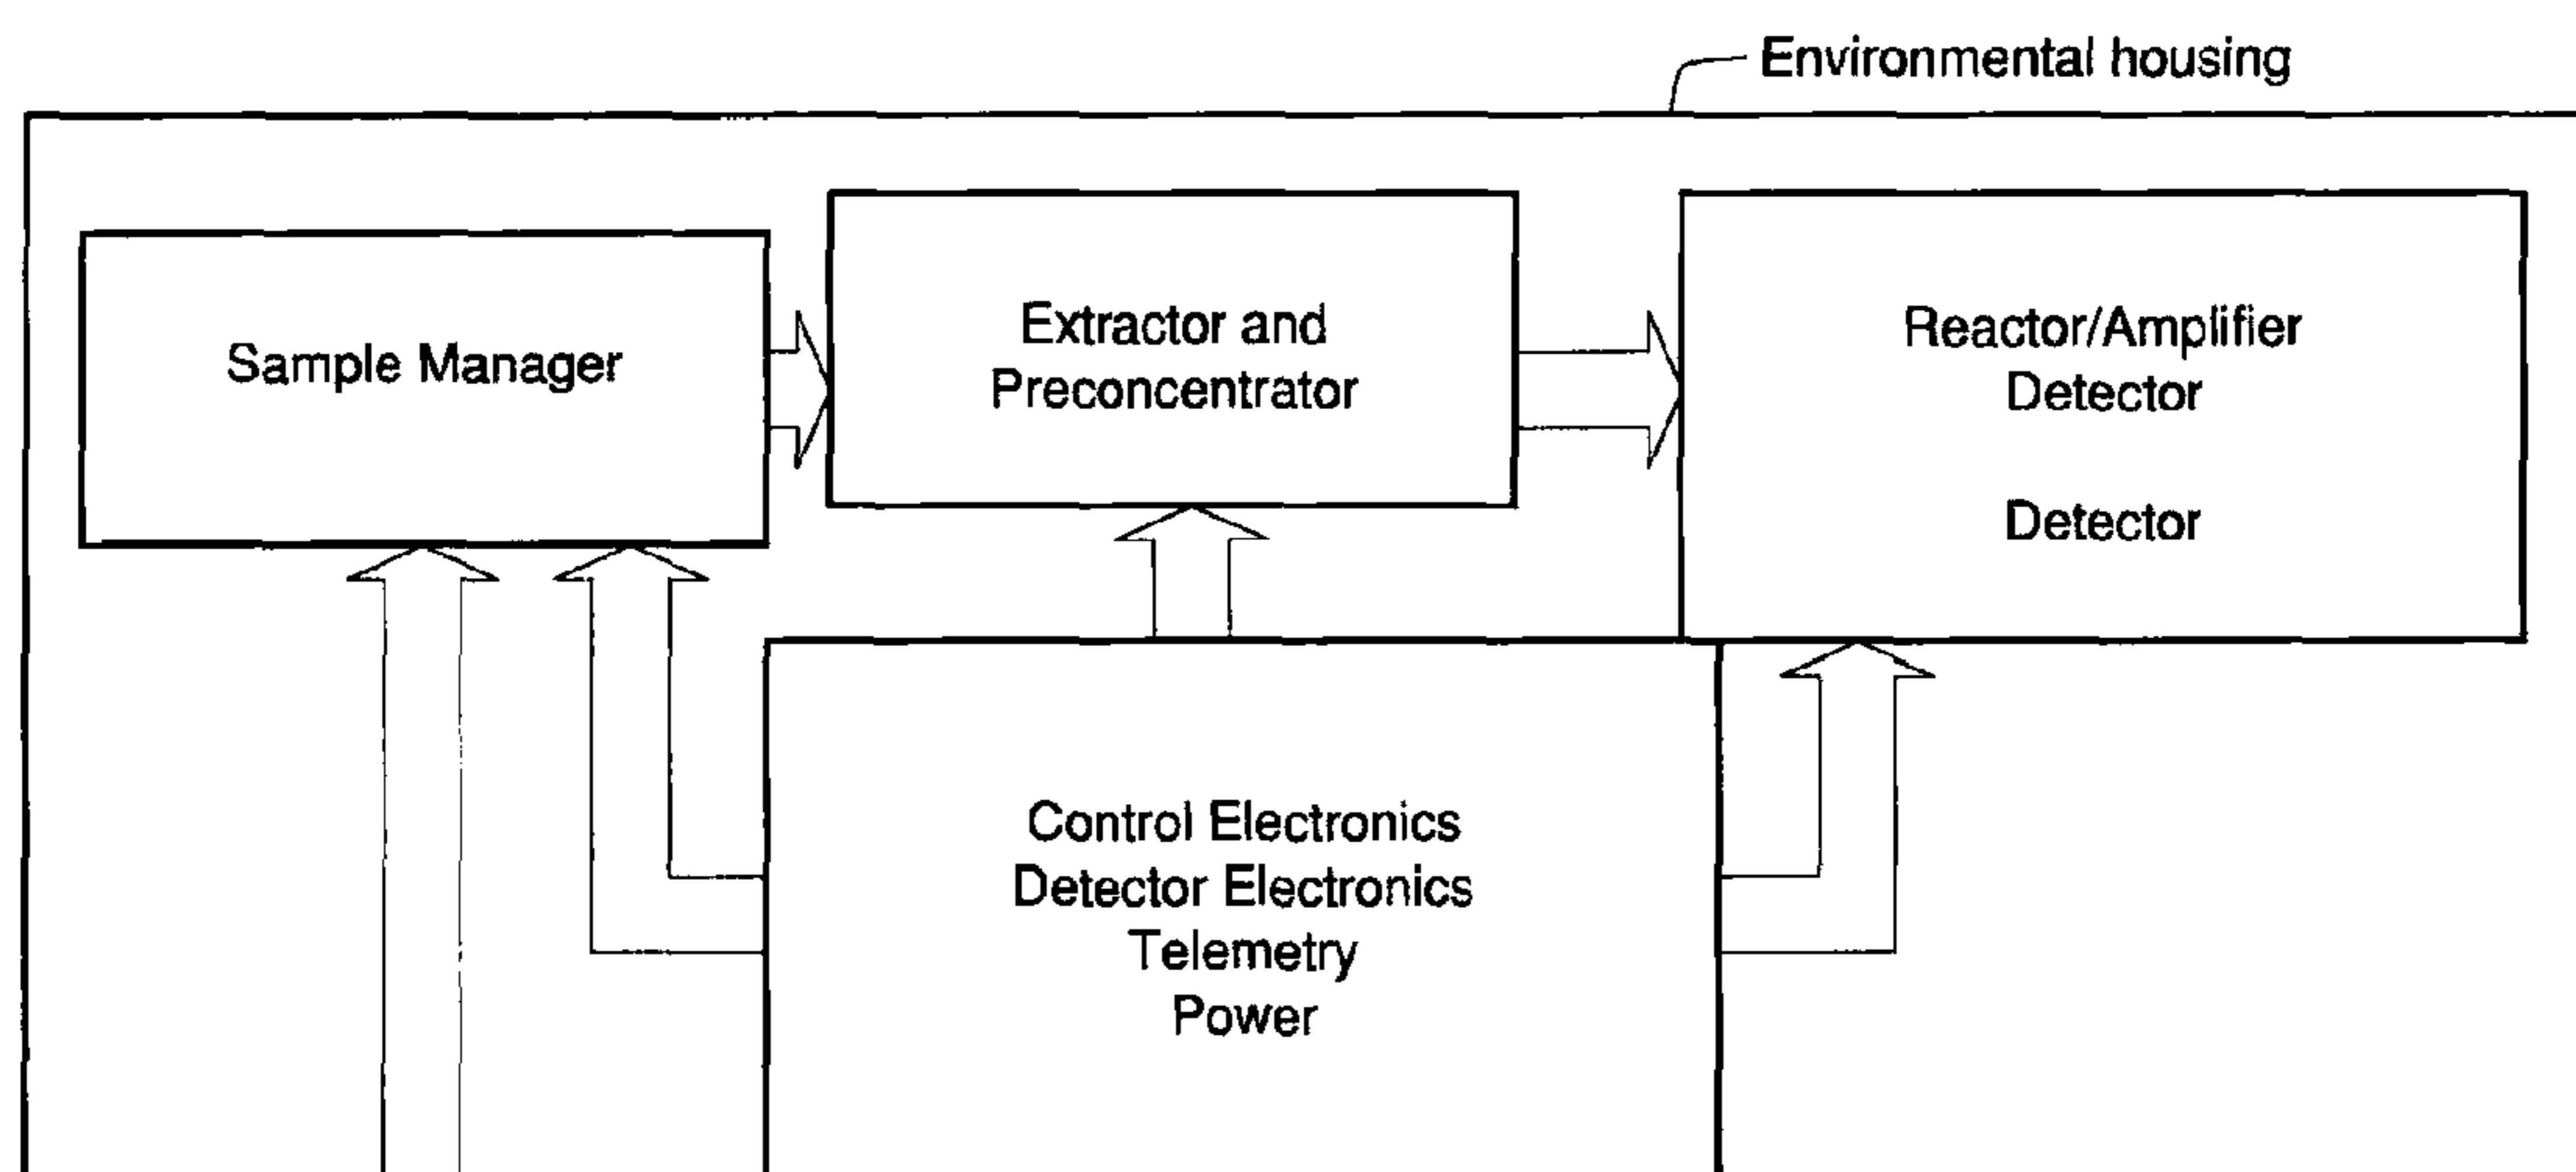 Environmental housing
Sample Manager
Extractor and
Preconcentrator
Reactor/Amplifier
Detector
Detector
Control Electronics
Detector Electronics
Telemetry
Power